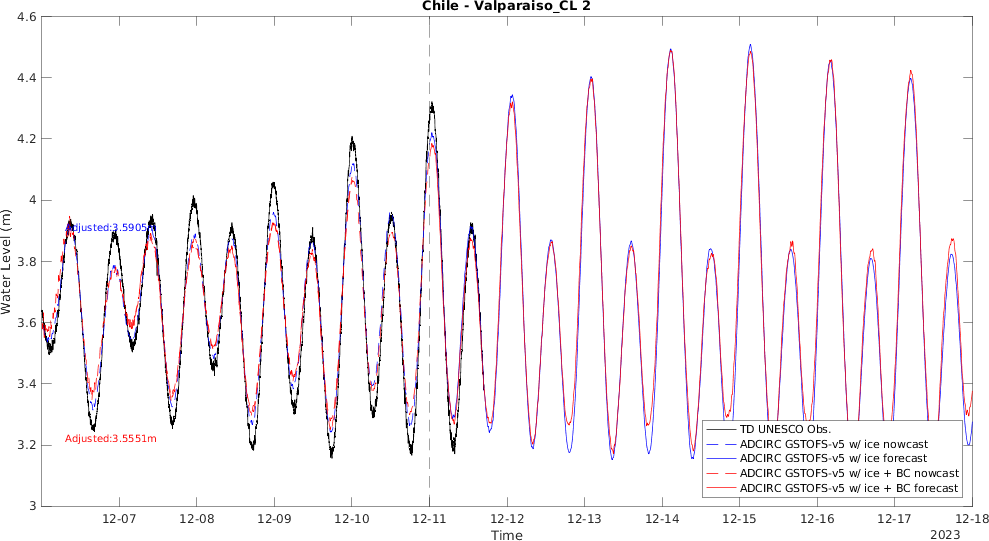 Chile - Valparaiso_CL 2
4.6
4.4
4.2
4
3.8
3.6
3.4
3.2
3
Water Level (m)
Adjusted:3.5905m
Adjusted:3.5551m
TD UNESCO Obs.
ADCIRC GSTOFS-v5 w/ ice nowcast
ADCIRC GSTOFS-v5 w/ ice forecast
ADCIRC GSTOFS-v5 w/ ice + BC nowcast
ADCIRC GSTOFS-v5 w/ ice + BC forecast
12-07 12-08 12-09 12-10 12-11 12-12 12-13 12-14 12-15 12-16 12-17 12-18
Time
2023